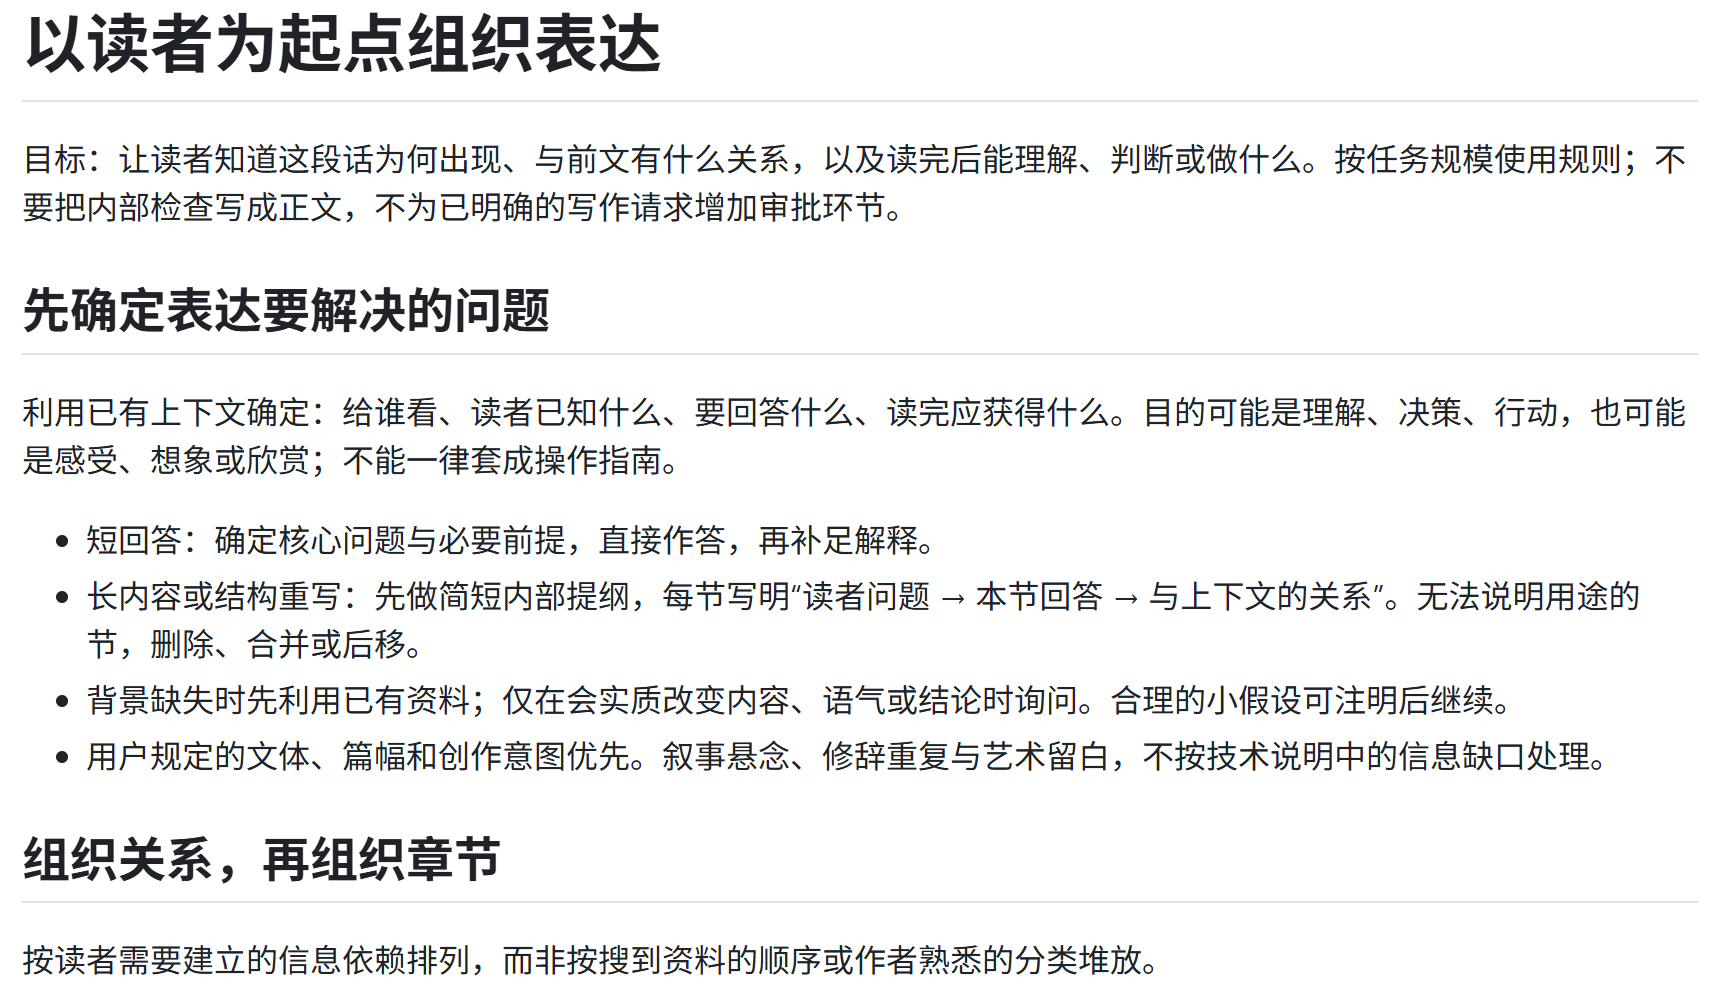 以读者为起点组织表达
目标：让读者知道这段话为何出现、与前文有什么关系，以及读完后能理解、判断或做什么。按任务规模使用规则；不
要把内部检查写成正文，不为已明确的写作请求增加审批环节。
先确定表达要解决的问题
利用已有上下文确定：给谁看、读者已知什么、要回答什么、读完应获得什么。目的可能是理解、决策、行动，也可能
是感受、想象或欣赏；不能一律套成操作指南。
• 短回答：确定核心问题与必要前提，直接作答，再补足解释。
• 长内容或结构重写：先做简短内部提纲，每节写明“读者问题 → 本节回答 → 与上下文的关系”。无法说明用途的
节，删除、合并或后移。
• 背景缺失时先利用已有资料；仅在会实质改变内容、语气或结论时询问。合理的小假设可注明后继续。
• 用户规定的文体、篇幅和创作意图优先。叙事悬念、修辞重复与艺术留白，不按技术说明中的信息缺口处理。
组织关系，再组织章节
按读者需要建立的信息依赖排列，而非按搜到资料的顺序或作者熟悉的分类堆放。